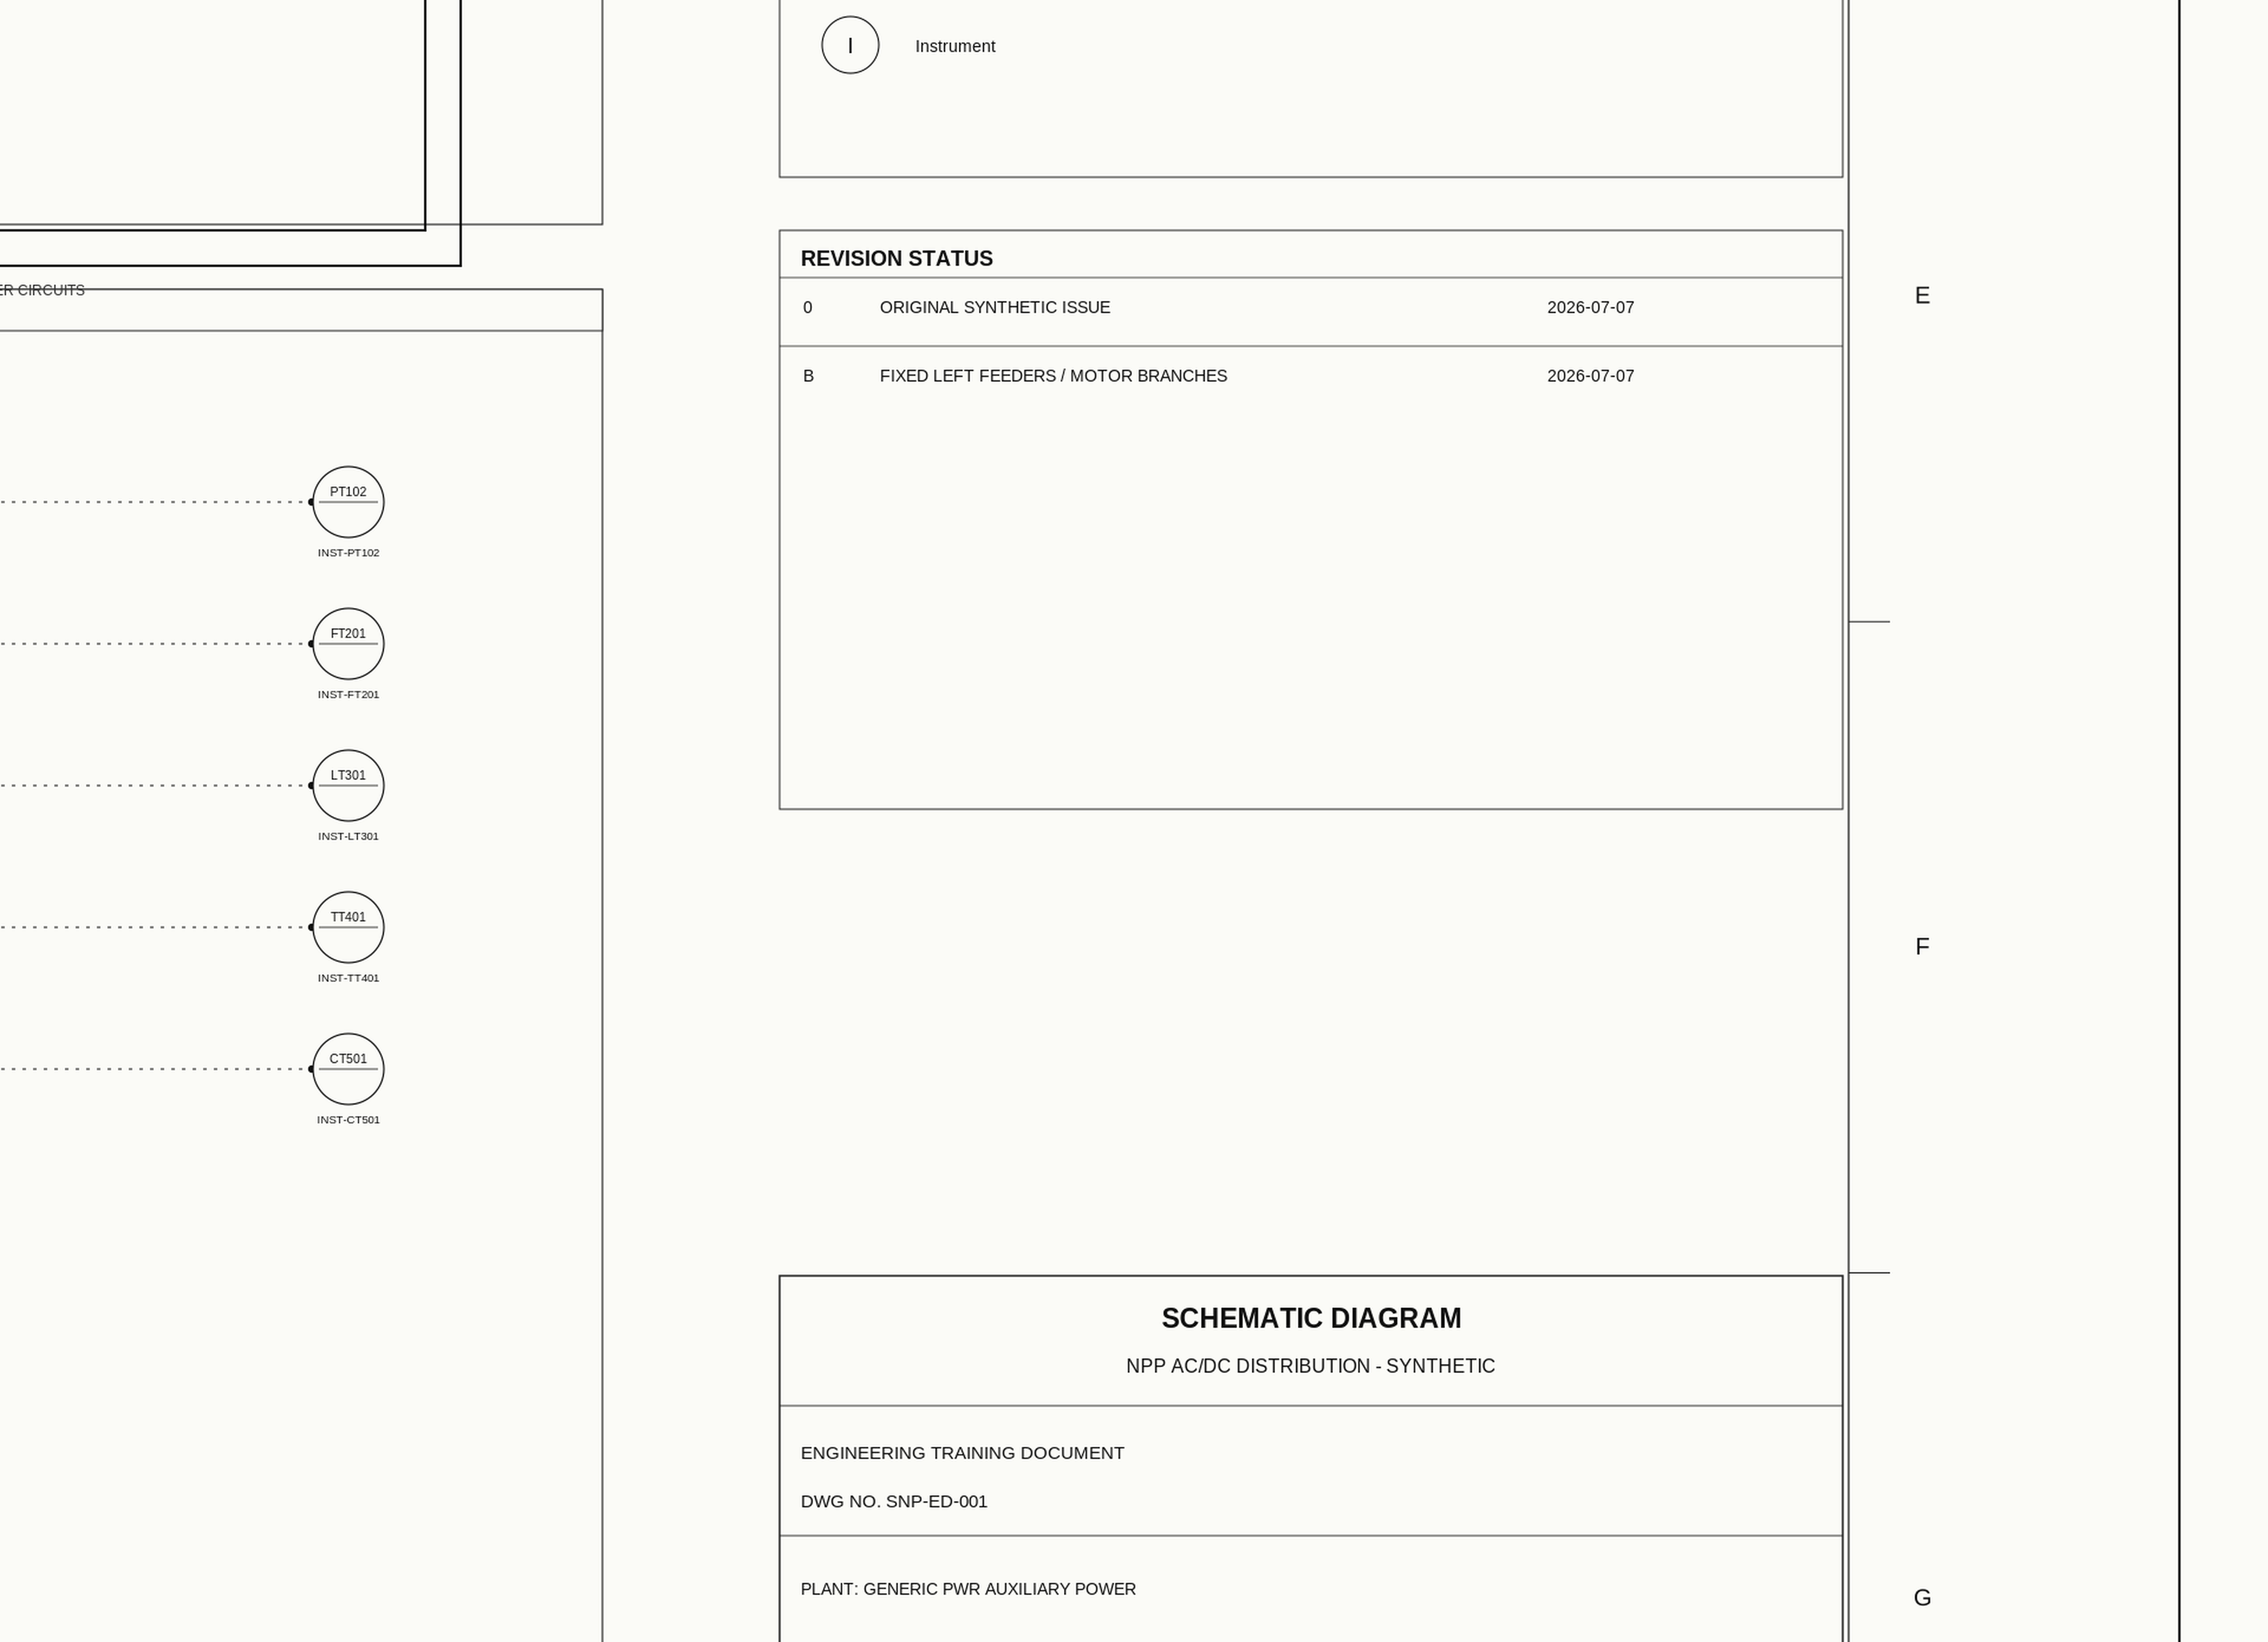 I Instrument
ER CIRCUITS
PT102
INST-PT102
FT201
INST-FT201
LT301
INST-LT301
TT401
INST-TT401
CT501
INST-CT501
REVISION STATUS
0 ORIGINAL SYNTHETIC ISSUE 2026-07-07
B FIXED LEFT FEEDERS / MOTOR BRANCHES 2026-07-07
SCHEMATIC DIAGRAM
NPP AC/DC DISTRIBUTION - SYNTHETIC
ENGINEERING TRAINING DOCUMENT
DWG NO. SNP-ED-001
PLANT: GENERIC PWR AUXILIARY POWER
E
F
G